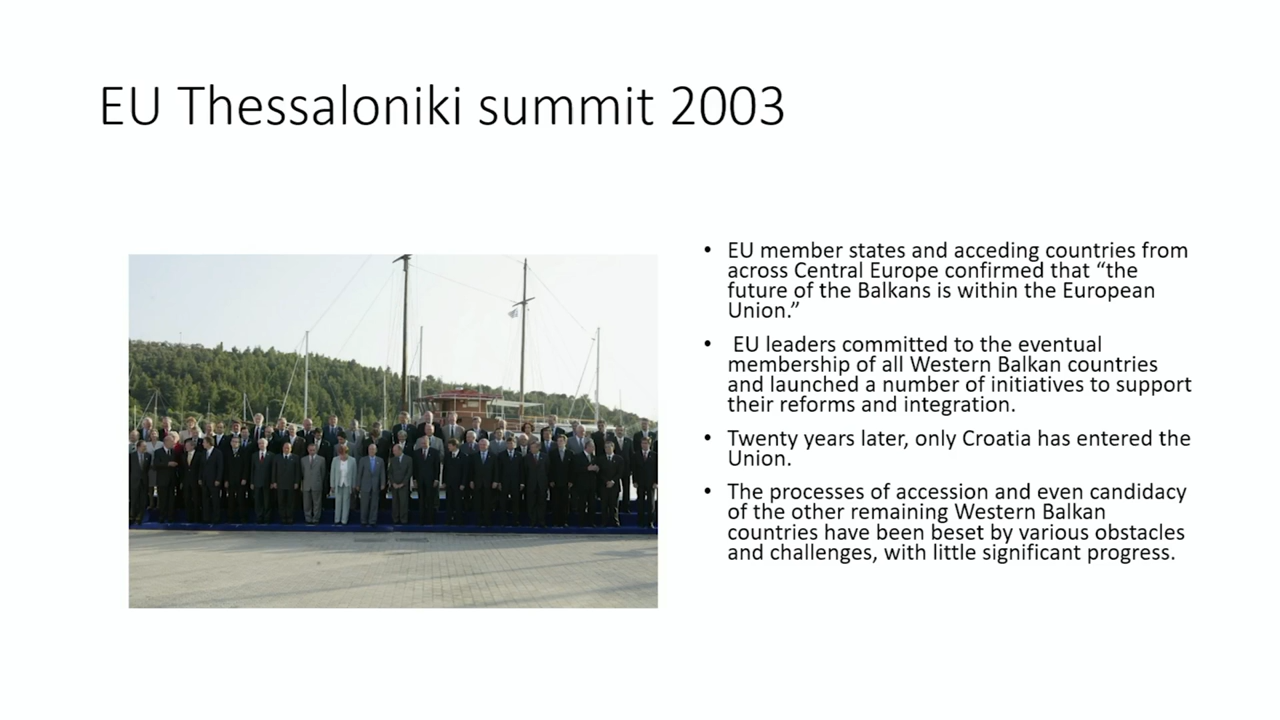 EU Thessaloniki summit 2003
• EU member states and acceding countries from
across Central Europe confirmed that “the
future of the Balkans is within the European
Union.”
• EU leaders committed to the eventual
membership of all Western Balkan countries
and launched a number of initiatives to support
their reforms and integration.
• Twenty years later, only Croatia has entered the
Union.
• The processes of accession and even candidacy
of the other remaining Western Balkan
countries have been beset by various obstacles
and challenges, with little significant progress.